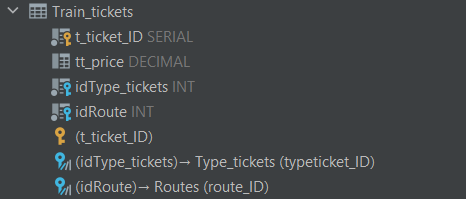 Train_tickets
t_ticket_ID SERIAL
tt_price DECIMAL
idType_tickets INT
idRoute INT
(t_ticket_ID)
(idType_tickets)→ Type_tickets (typeticket_ID)
(idRoute)→ Routes (route_ID)